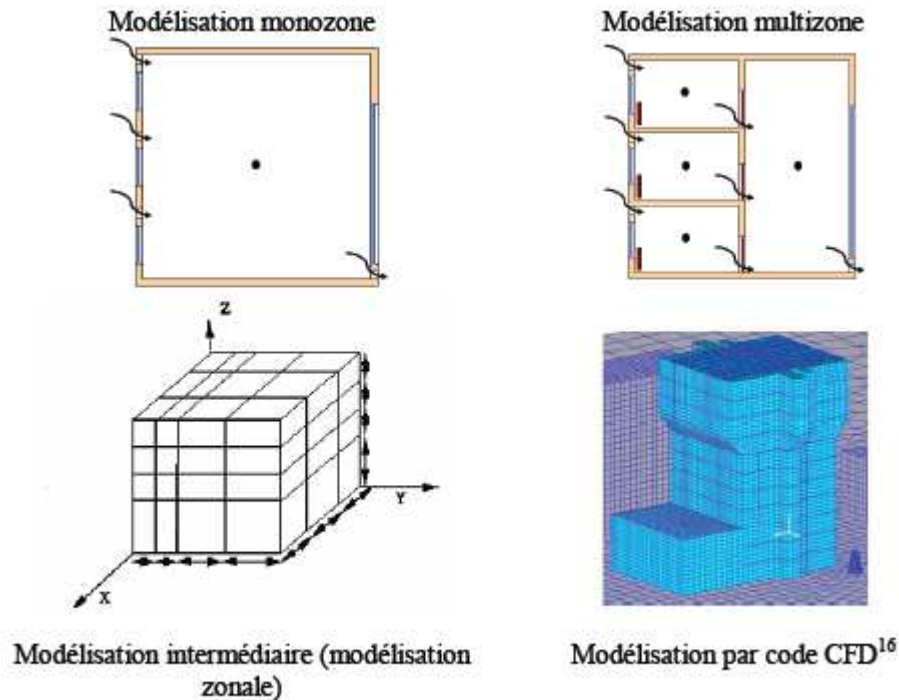 Modélisation monozone
Modélisation multizone
Z
Y
X
Modélisation intermédiaire (modélisation
zonale)
Modélisation par code CFD16